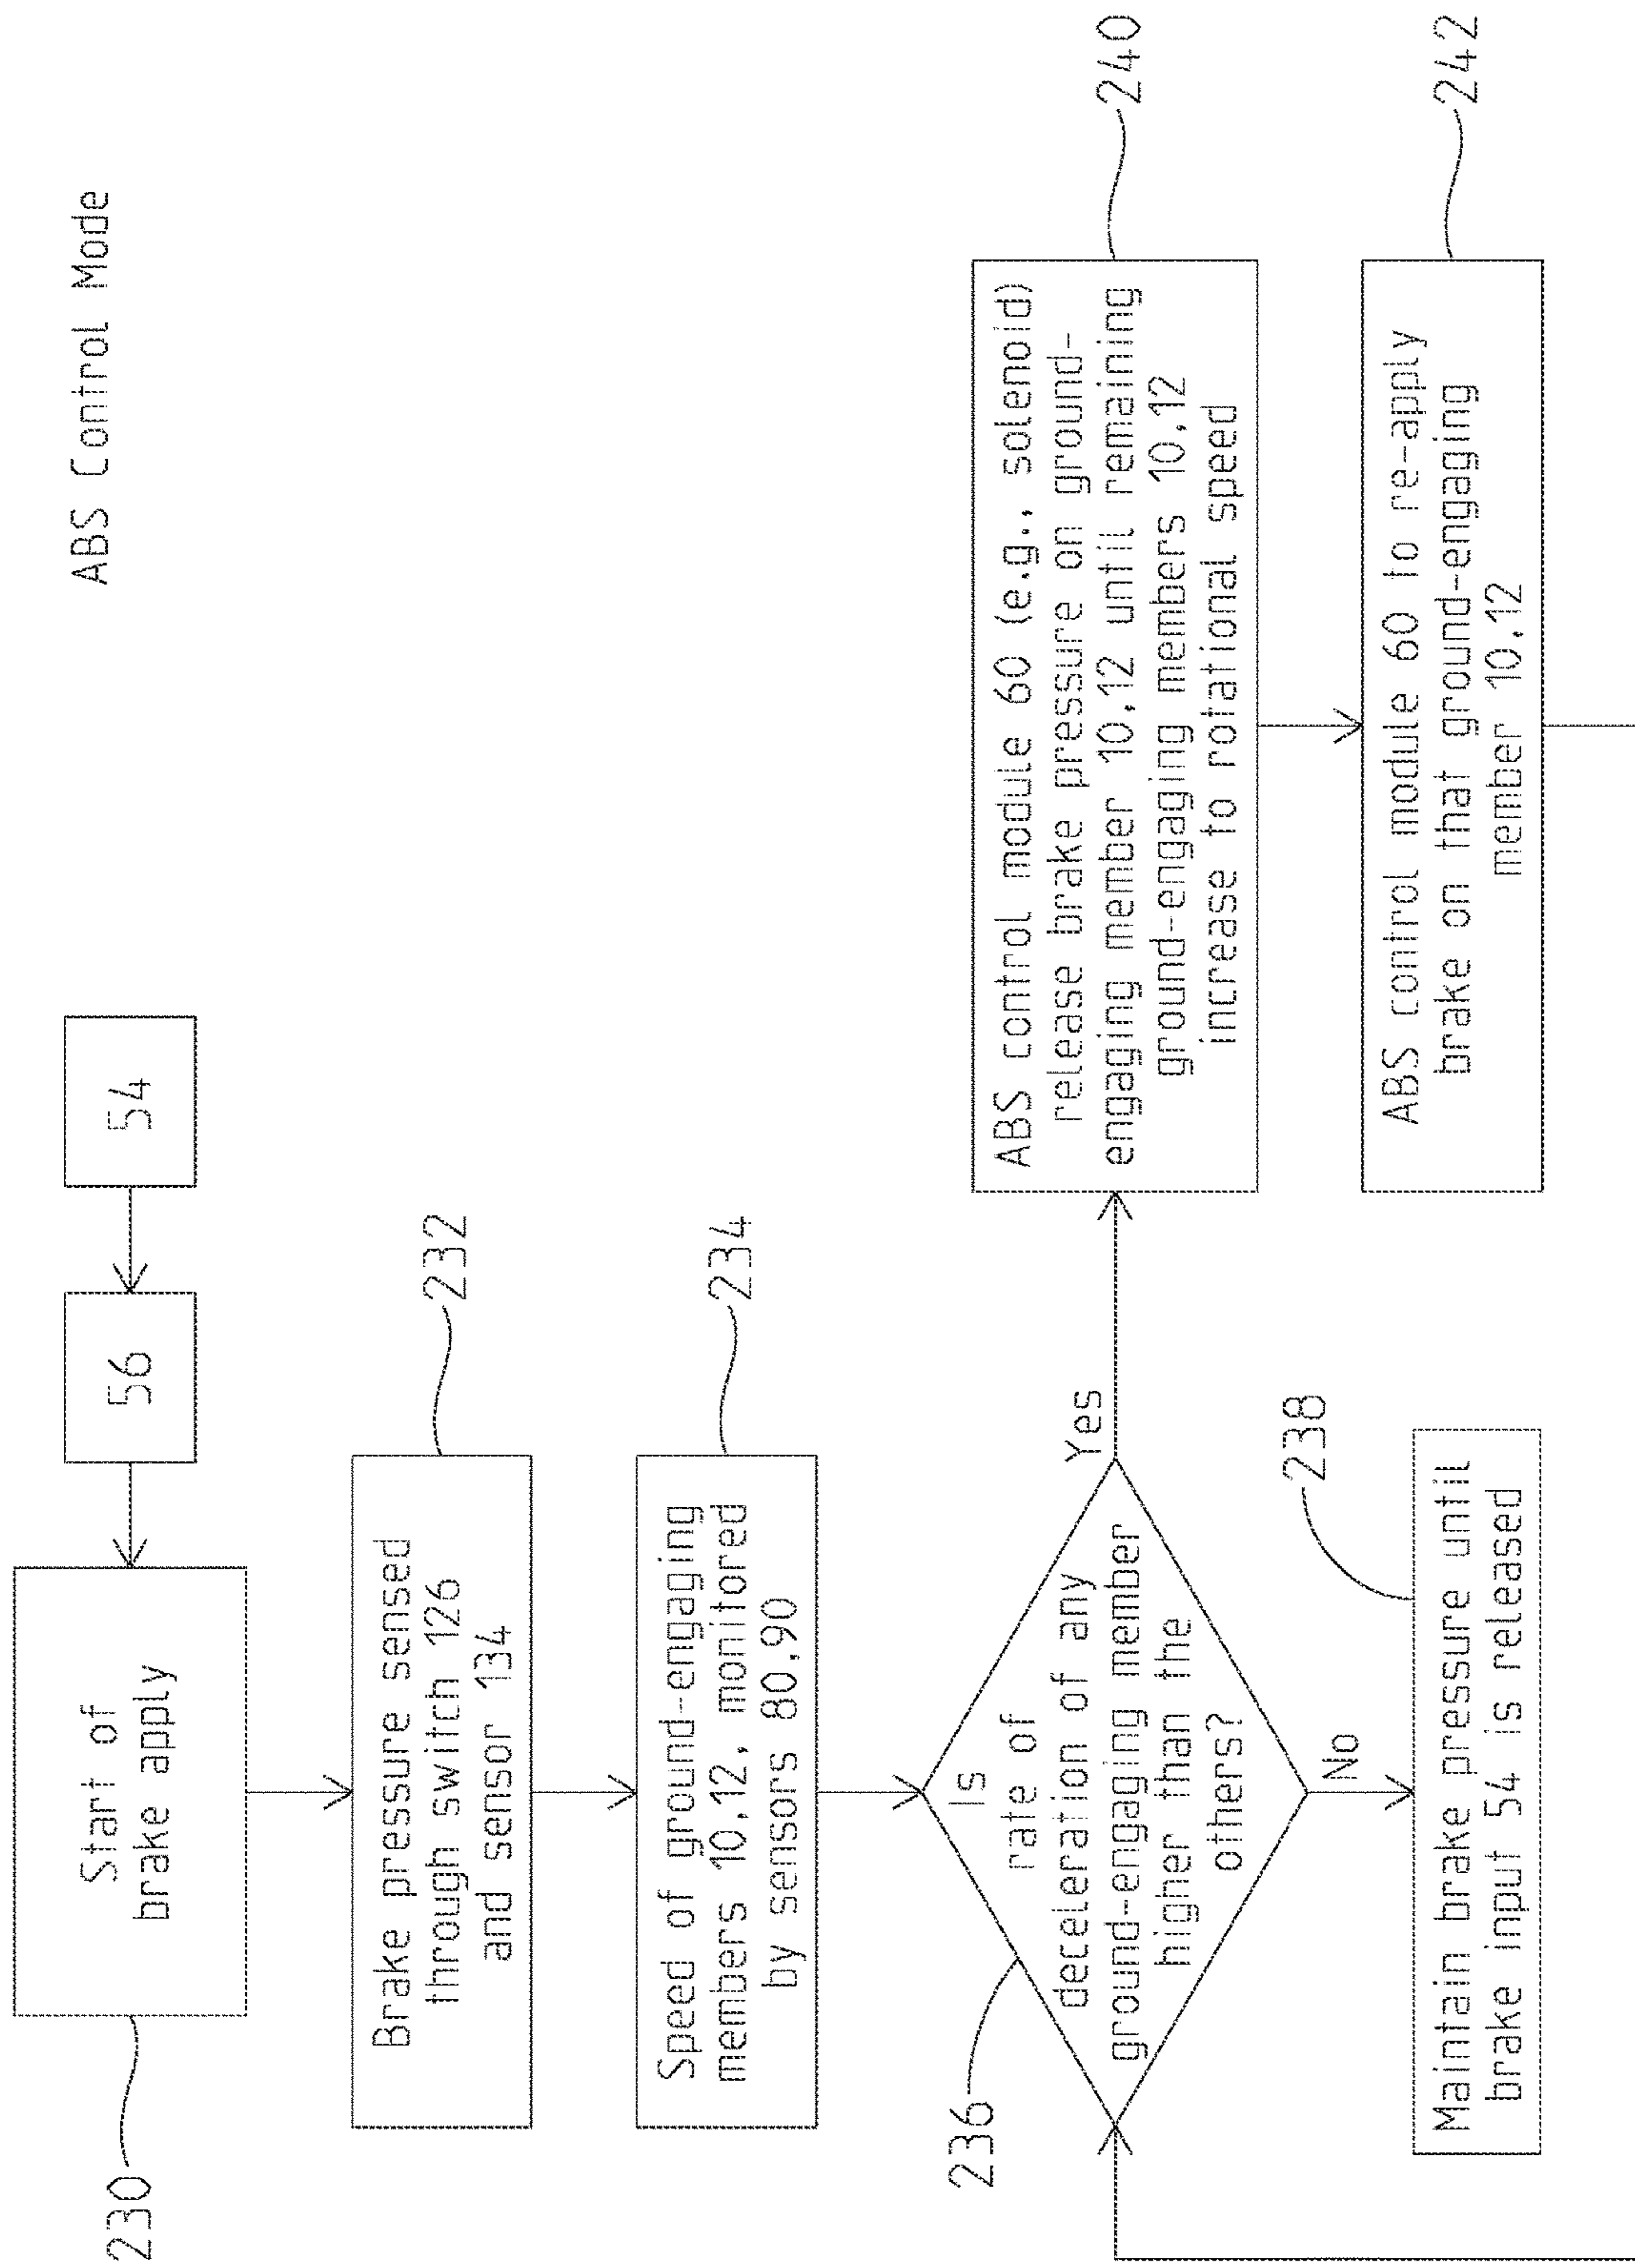 ABS Control Mode
54
56
Start of
brake apply
230
Brake pressure sensed
through switch 126
and sensor 134
232
Speed of ground-engaging
members 10,12, monitored
by sensors 80,90
234
Is
rate of
deceleration of any
ground-engaging member
higher than the
others?
236
Yes
No
Maintain brake pressure until
brake input 54 is released
238
ABS control module 60 (e.g., solenoid)
release brake pressure on ground-
engaging member 10,12 until remaining
ground-engaging members 10,12
increase to rotational speed
240
ABS control module 60 to re-apply
brake on that ground-engaging
member 10,12
242